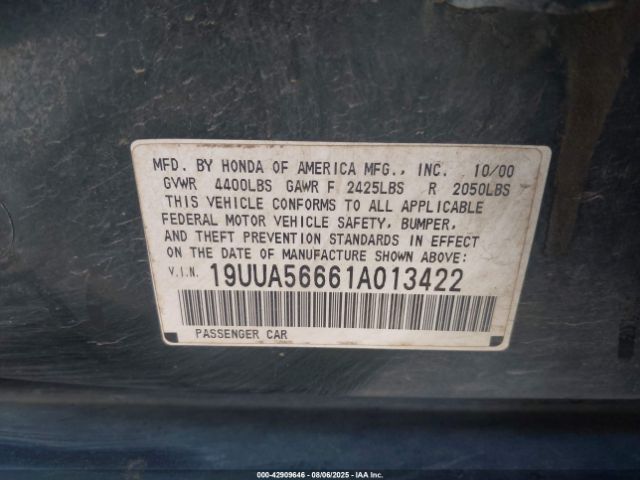 MFD. BY HONDA OF AMERICA MFG., INC. 10/00
GVWR 4400LBS GAWR F 2425LBS R 2050LBS
THIS VEHICLE CONFORMS TO ALL APPLICABLE
FEDERAL MOTOR VEHICLE SAFETY, BUMPER,
AND THEFT PREVENTION STANDARDS IN EFFECT
ON THE DATE OF MANUFACTURE SHOWN ABOVE:
V.I.N. 19UUA56661A013422
PASSENGER CAR
000-42909646 - 08/06/2025 - IAAI.COM